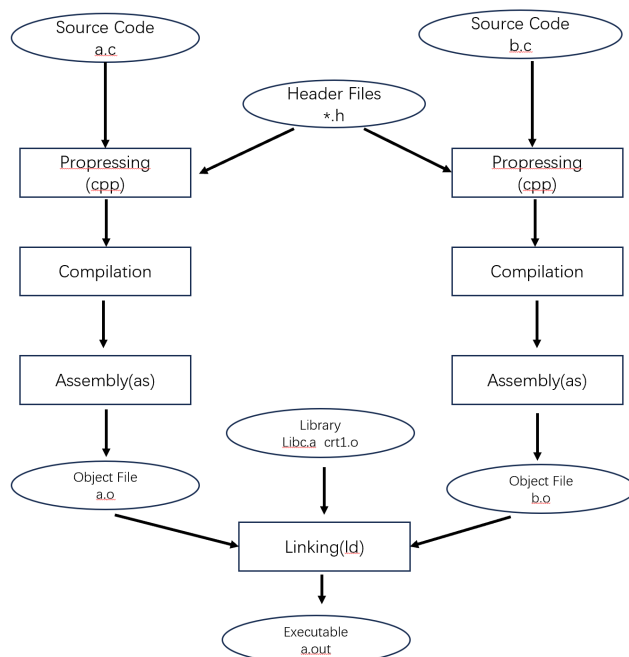 Source Code
a.c
Source Code
b.c
Header Files
*.h
Propressing
(cpp)
Propressing
(cpp)
Compilation
Compilation
Assembly(as)
Assembly(as)
Library
Libc.a crt1.o
Object File
a.o
Object File
b.o
Linking(ld)
Executable
a.out